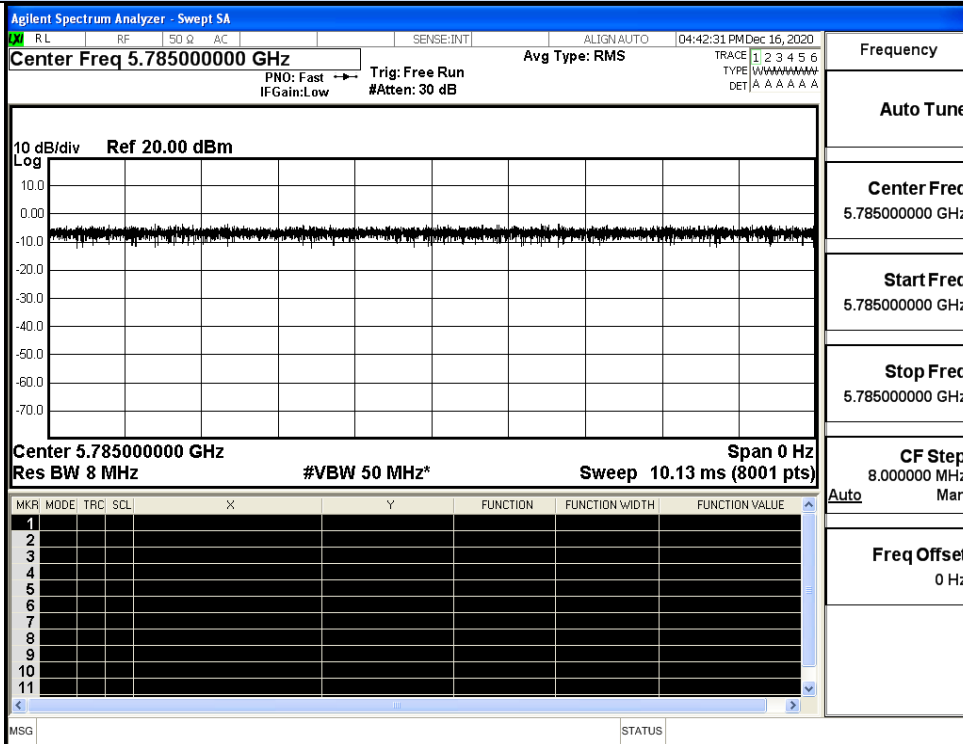 Agilent Spectrum Analyzer - Swept SA
LXI RL RF 50 Ω AC SENSE:INT ALIGN AUTO 04:42:31 PM Dec 16, 2020
Center Freq 5.785000000 GHz
PNO: Fast
IFGain:Low
Trig: Free Run
#Atten: 30 dB
Avg Type: RMS
TRACE 1 2 3 4 5 6
TYPE
DET A A A A A A
10 dB/div Ref 20.00 dBm
Log
10.0
0.00
-10.0
-20.0
-30.0
-40.0
-50.0
-60.0
-70.0
Center 5.785000000 GHz Span 0 Hz
Res BW 8 MHz #VBW 50 MHz* Sweep 10.13 ms (8001 pts)
MKR MODE TRC SCL X Y FUNCTION FUNCTION WIDTH FUNCTION VALUE
1
2
3
4
5
6
7
8
9
10
11
MSG STATUS
Frequency
Auto Tune
Center Freq
5.785000000 GHz
Start Freq
5.785000000 GHz
Stop Freq
5.785000000 GHz
CF Step
8.000000 MHz
Auto Man
Freq Offset
0 Hz